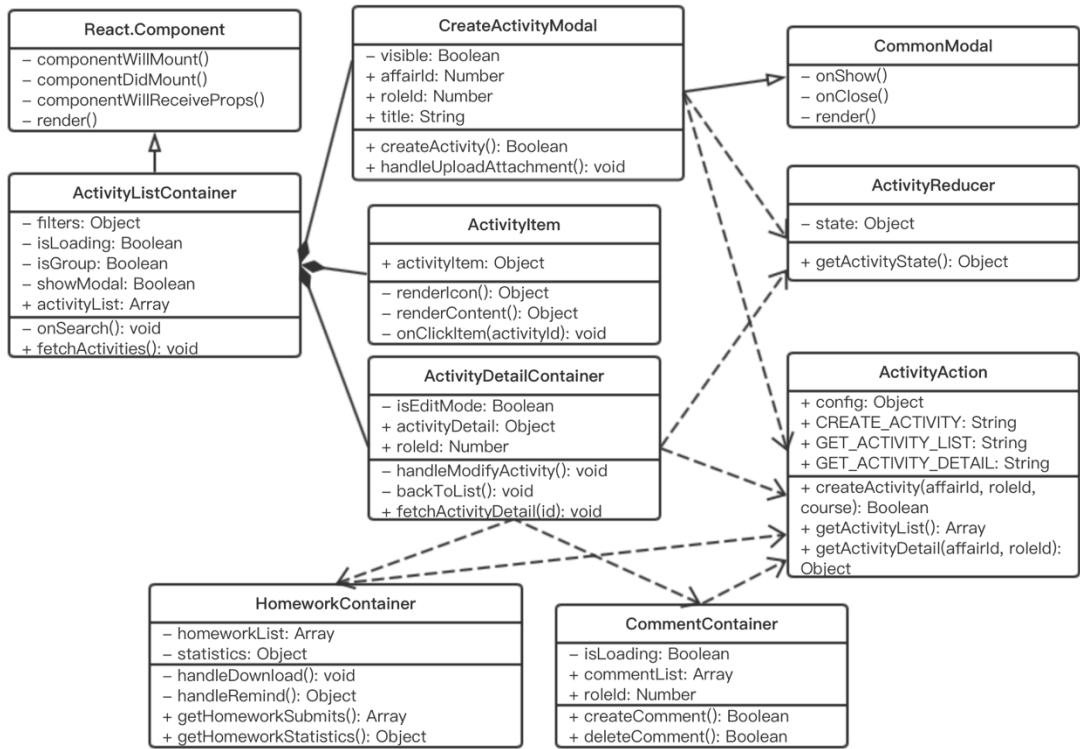 React.Component
– componentWillMount()
– componentDidMount()
– componentWillReceiveProps()
– render()
CreateActivityModal
– visible: Boolean
+ affairId: Number
+ roleId: Number
+ title: String
+ createActivity(): Boolean
+ handleUploadAttachment(): void
CommonModal
– onShow()
– onClose()
– render()
ActivityListContainer
– filters: Object
– isLoading: Boolean
– isGroup: Boolean
– showModal: Boolean
+ activityList: Array
– onSearch(): void
+ fetchActivities(): void
ActivityItem
+ activityItem: Object
– renderIcon(): Object
– renderContent(): Object
– onClickItem(activityId): void
ActivityReducer
– state: Object
+ getActivityState(): Object
ActivityDetailContainer
– isEditMode: Boolean
+ activityDetail: Object
+ roleId: Number
– handleModifyActivity(): void
– backToList(): void
+ fetchActivityDetail(id): void
ActivityAction
+ config: Object
+ CREATE_ACTIVITY: String
+ GET_ACTIVITY_LIST: String
+ GET_ACTIVITY_DETAIL: String
+ createActivity(affairId, roleId,
course): Boolean
+ getActivityList(): Array
+ getActivityDetail(affairId, roleId):
Object
HomeworkContainer
– homeworkList: Array
– statistics: Object
– handleDownload(): void
– handleRemind(): Object
+ getHomeworkSubmits(): Array
+ getHomeworkStatistics(): Object
CommentContainer
– isLoading: Boolean
+ commentList: Array
+ roleId: Number
+ createComment(): Boolean
+ deleteComment(): Boolean